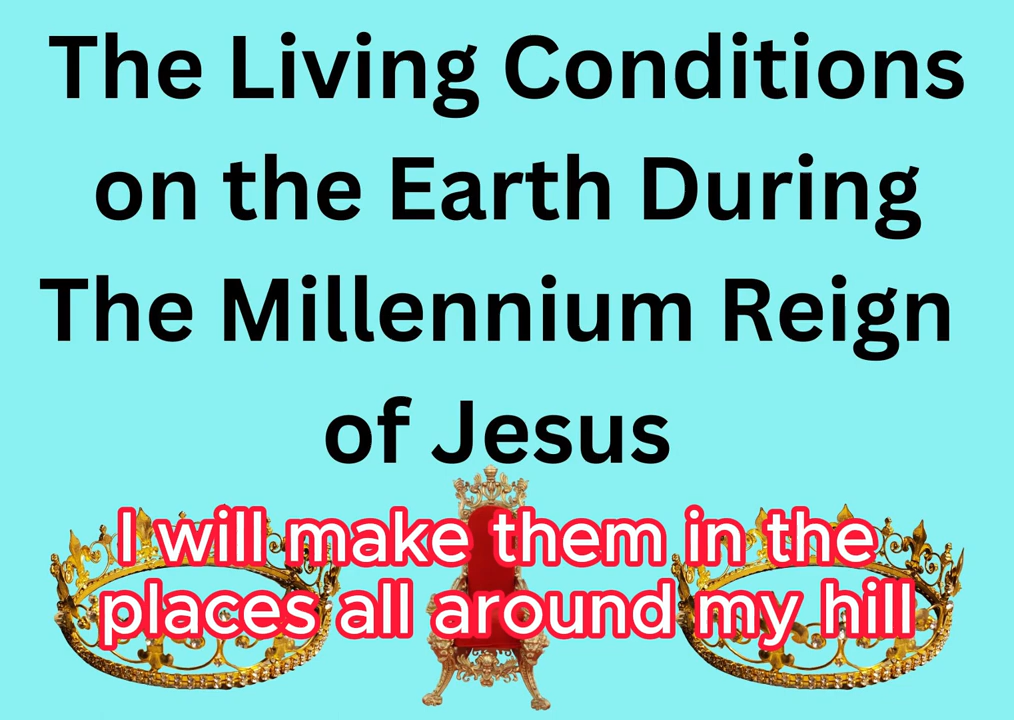 The Living Conditions
on the Earth During
The Millennium Reign
of Jesus
I will make them in the
places all around my hill